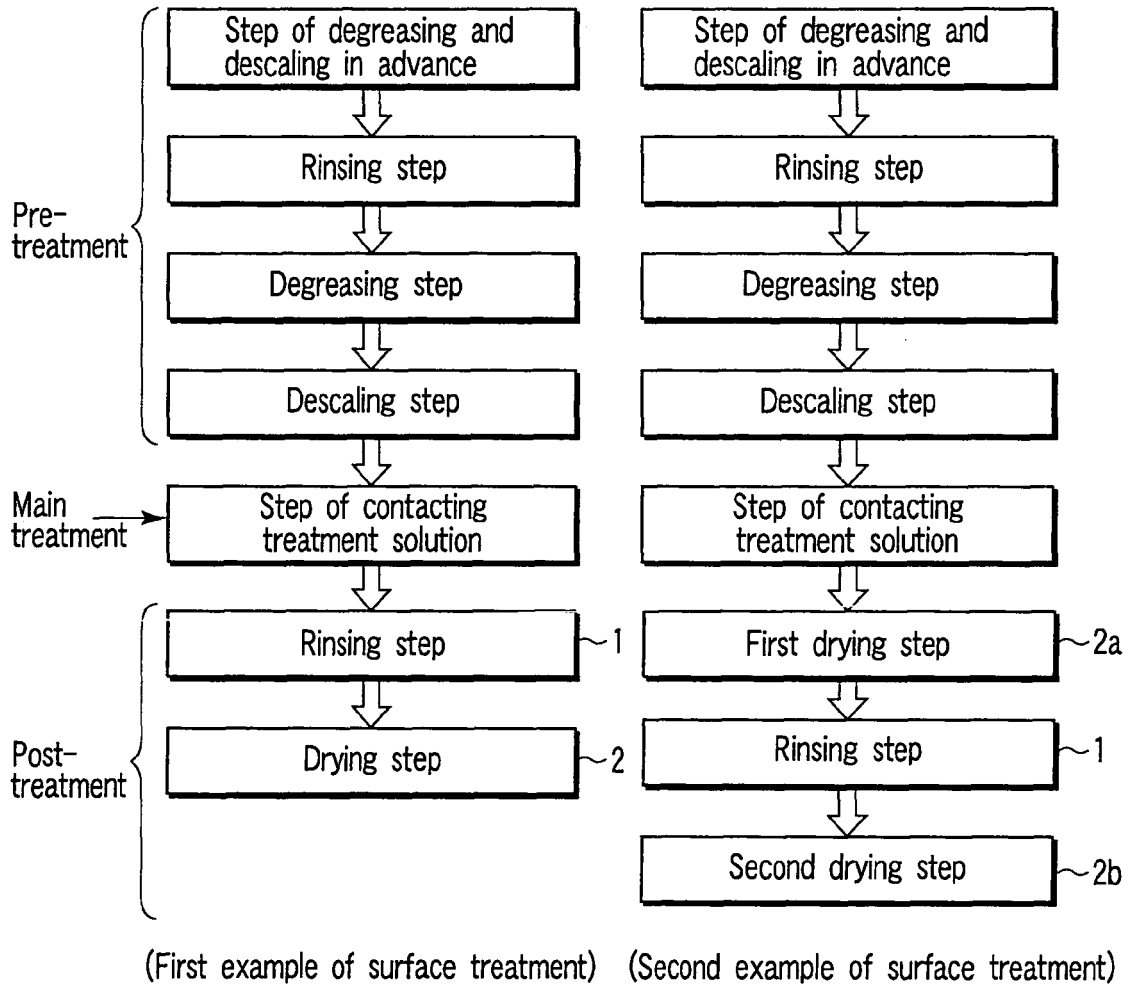 Pre-
treatment
Step of degreasing and
descaling in advance
Rinsing step
Degreasing step
Descaling step
Main
treatment
Step of contacting
treatment solution
Post-
treatment
Rinsing step
1
Drying step
2
(First example of surface treatment)
Step of degreasing and
descaling in advance
Rinsing step
Degreasing step
Descaling step
Step of contacting
treatment solution
First drying step
2a
Rinsing step
1
Second drying step
2b
(Second example of surface treatment)